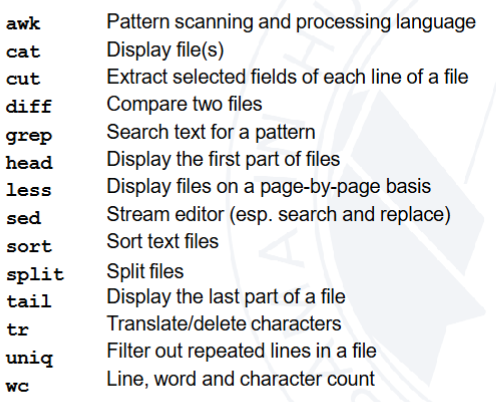 awk Pattern scanning and processing language
cat Display file(s)
cut Extract selected fields of each line of a file
diff Compare two files
grep Search text for a pattern
head Display the first part of files
less Display files on a page-by-page basis
sed Stream editor (esp. search and replace)
sort Sort text files
split Split files
tail Display the last part of a file
tr Translate/delete characters
uniq Filter out repeated lines in a file
wc Line, word and character count